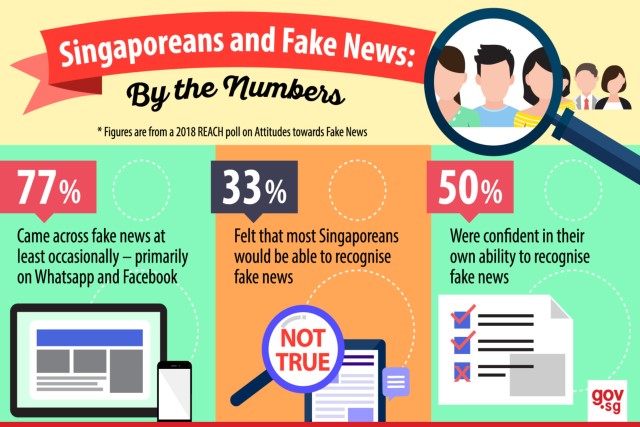 Singaporeans and Fake News:
By the Numbers
* Figures are from a 2018 REACH poll on Attitudes towards Fake News
77%
Came across fake news at
least occasionally – primarily
on Whatsapp and Facebook
33%
Felt that most Singaporeans
would be able to recognise
fake news
50%
Were confident in their
own ability to recognise
fake news
NOT
TRUE
gov
.sg